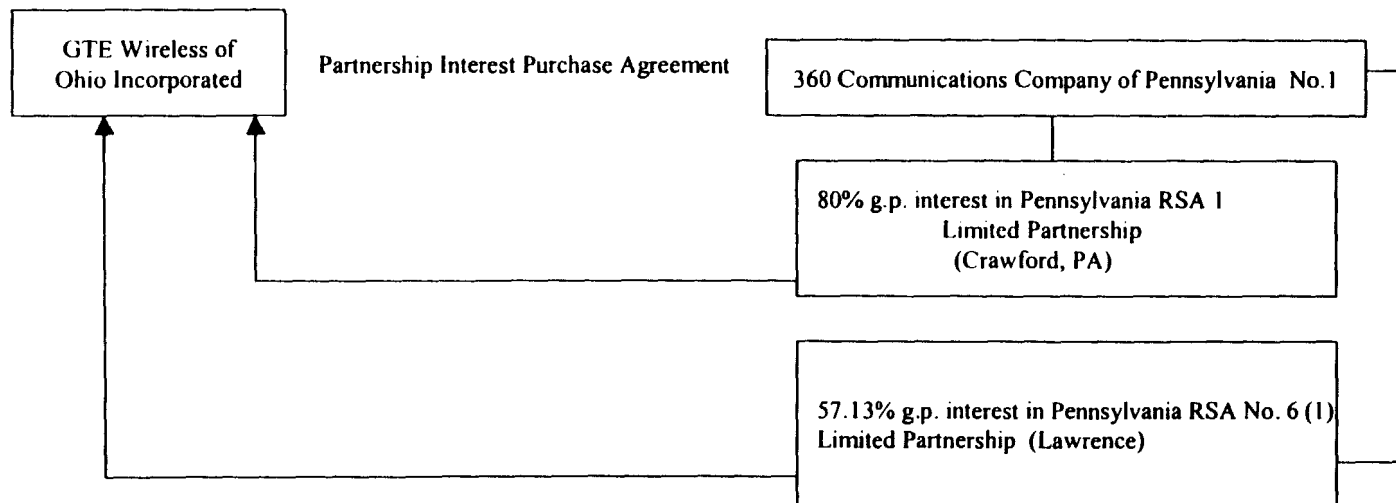 GTE Wireless of
Ohio Incorporated
Partnership Interest Purchase Agreement
360 Communications Company of Pennsylvania No.1
80% g.p. interest in Pennsylvania RSA 1
Limited Partnership
(Crawford, PA)
57.13% g.p. interest in Pennsylvania RSA No. 6 (1)
Limited Partnership (Lawrence)